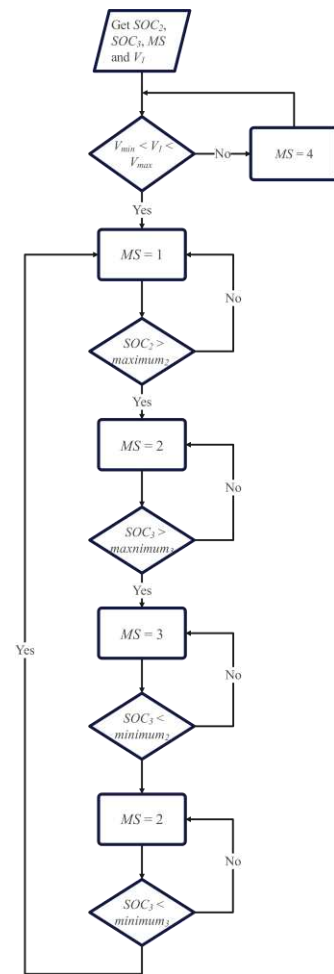 Get SOC₂,
SOC₃, MS
and V₁
Vₘᵢₙ < V₁ <
Vₘₐₓ
No
MS = 4
Yes
MS = 1
No
SOC₂ >
maximum₂
Yes
MS = 2
No
SOC₃ >
maxnimum₃
Yes
MS = 3
Yes
No
SOC₃ <
minimum₂
MS = 2
No
SOC₃ <
minimum₃